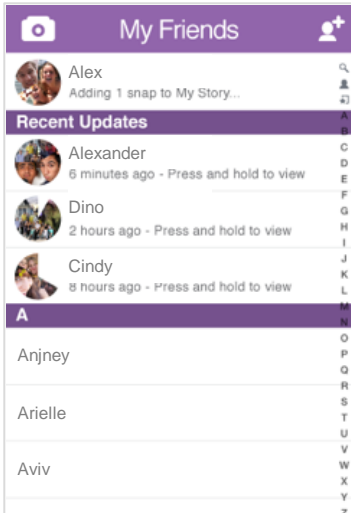 My Friends
Alex
Adding 1 snap to My Story...
Recent Updates
Alexander
6 minutes ago - Press and hold to view
Dino
2 hours ago - Press and hold to view
Cindy
8 hours ago - Press and hold to view
A
Anjney
Arielle
Aviv
A
B
C
D
E
F
G
H
I
J
K
L
M
N
O
P
Q
R
S
T
U
V
W
X
Y
Z